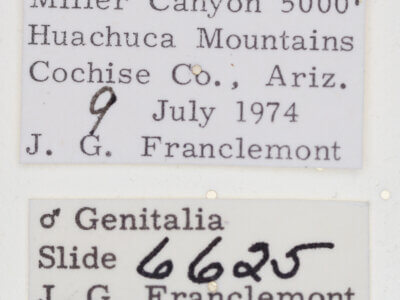 Miller Canyon 5000'
Huachuca Mountains
Cochise Co., Ariz.
9 July 1974
J. G. Franclemont
♂ Genitalia
Slide 6625
J. G. Franclemont